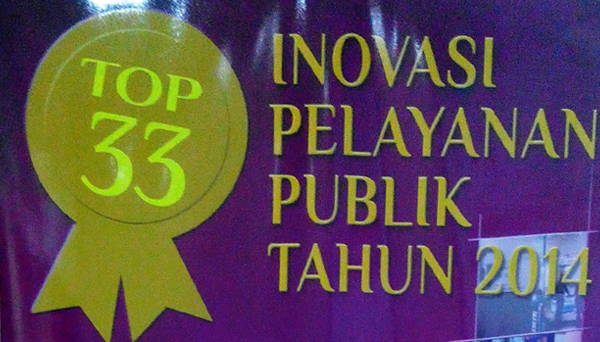 TOP
33
INOVASI
PELAYANAN
PUBLIK
TAHUN 2014